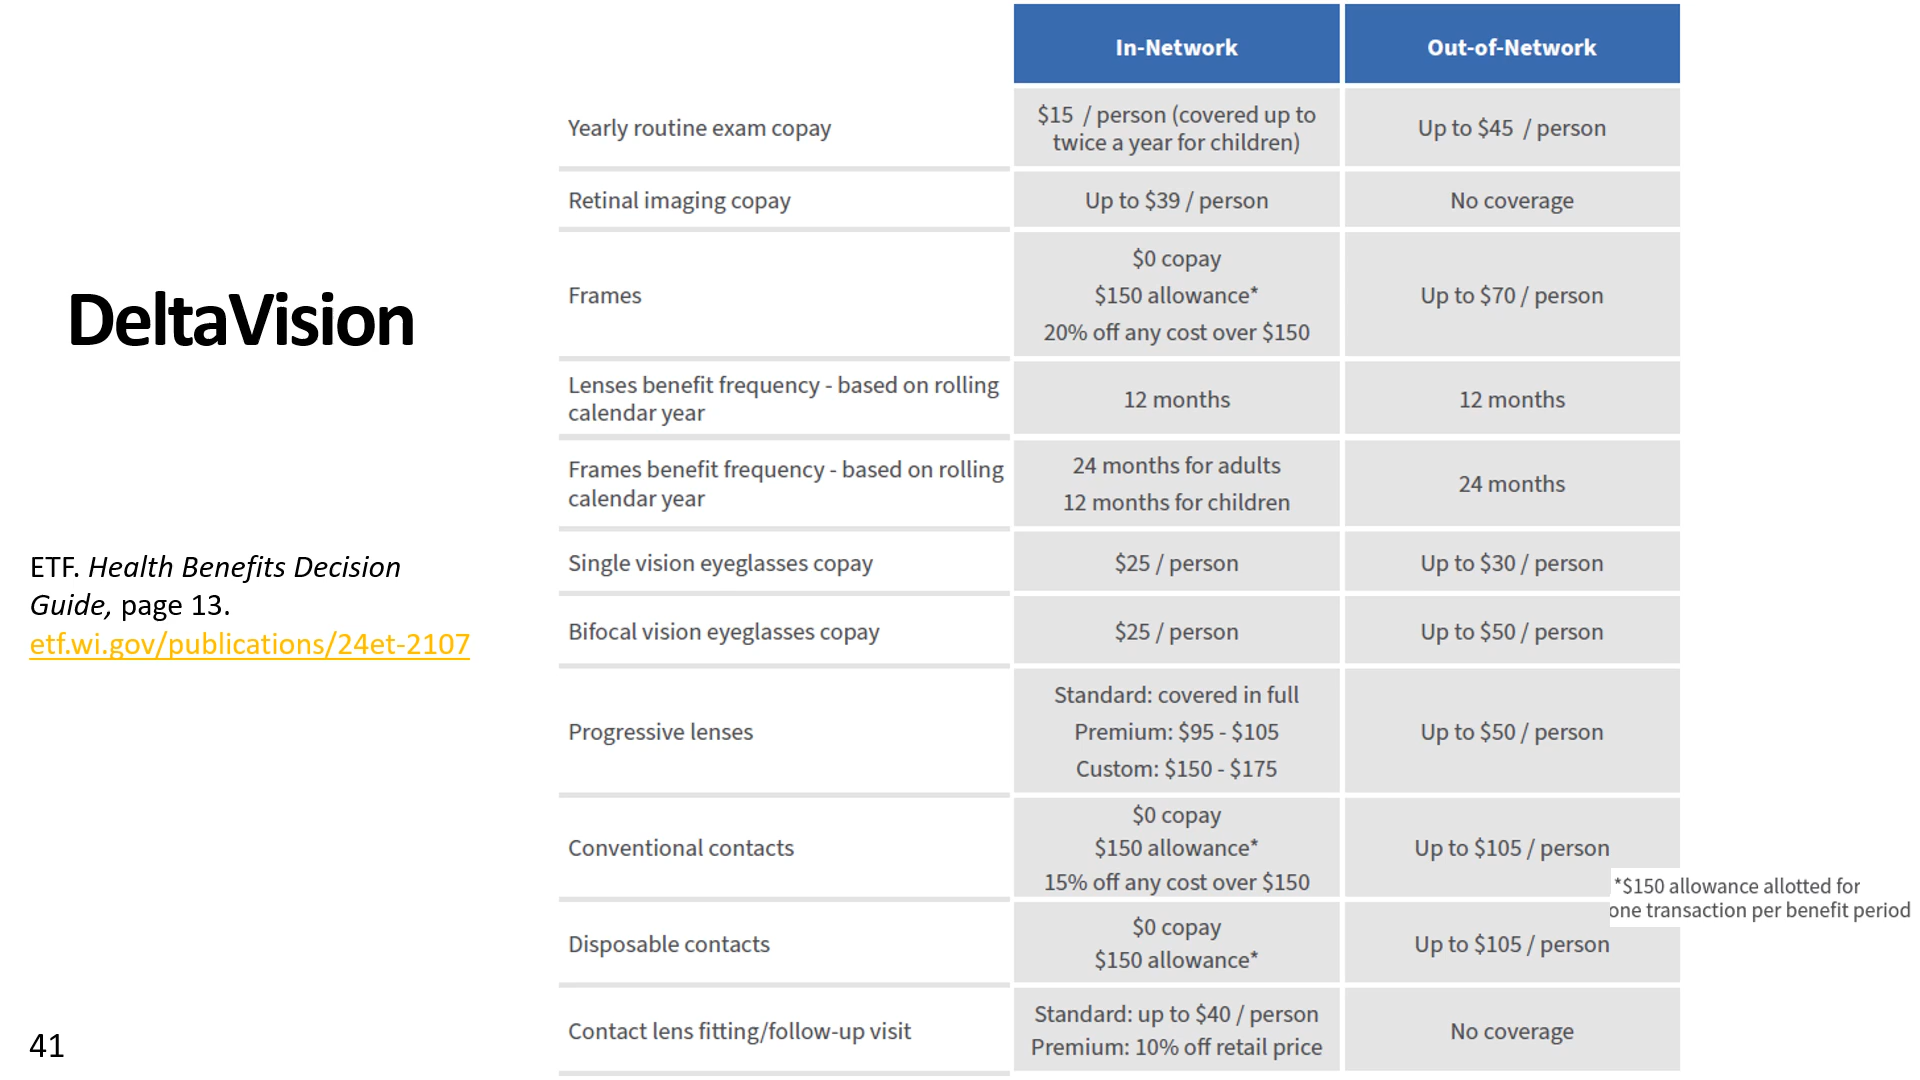 In-Network Out-of-Network
Yearly routine exam copay
$15 / person (covered up to
twice a year for children)
Up to $45 / person
Retinal imaging copay
Up to $39 / person
No coverage
DeltaVision
Frames
$0 copay
$150 allowance*
20% off any cost over $150
Up to $70 / person
Lenses benefit frequency - based on rolling
calendar year
12 months
12 months
Frames benefit frequency - based on rolling
calendar year
24 months for adults
12 months for children
24 months
ETF. Health Benefits Decision
Guide, page 13.
etf.wi.gov/publications/24et-2107
Single vision eyeglasses copay
$25 / person
Up to $30 / person
Bifocal vision eyeglasses copay
$25 / person
Up to $50 / person
Progressive lenses
Standard: covered in full
Premium: $95 - $105
Custom: $150 - $175
Up to $50 / person
Conventional contacts
$0 copay
$150 allowance*
15% off any cost over $150
Up to $105 / person
*$150 allowance allotted for
one transaction per benefit period
Disposable contacts
$0 copay
$150 allowance*
Up to $105 / person
Contact lens fitting/follow-up visit
Standard: up to $40 / person
Premium: 10% off retail price
No coverage
41